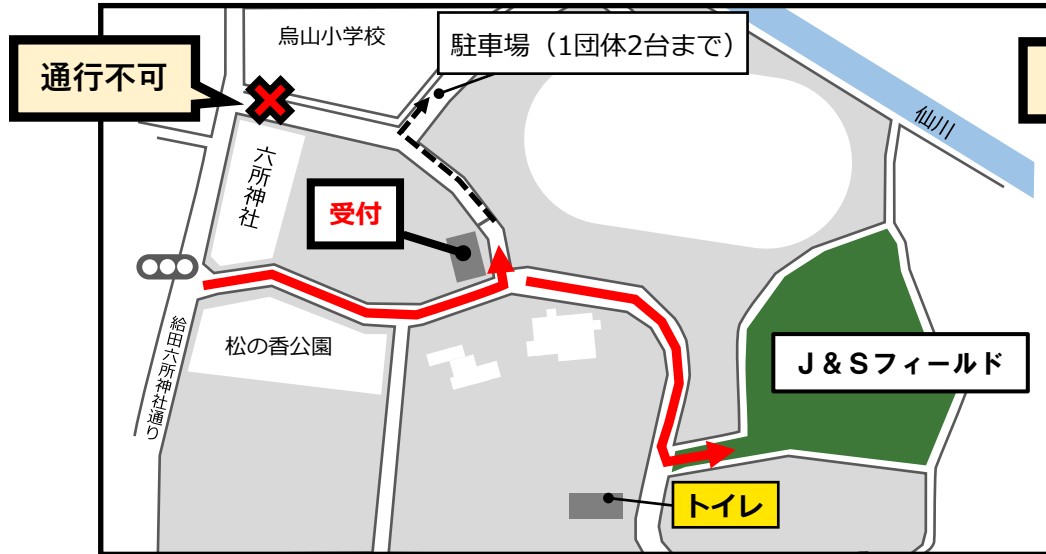 烏山小学校
駐車場（1団体2台まで）
通行不可
仙川
六所神社
受付
松の香公園
給田六所神社通り
J＆Sフィールド
トイレ